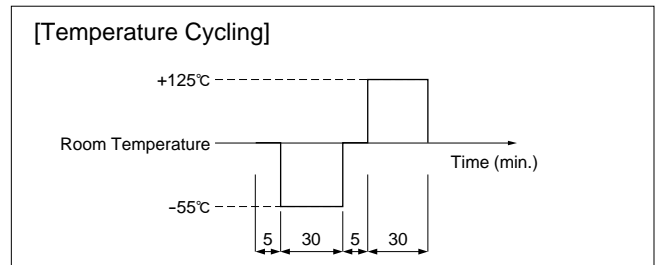 [Temperature Cycling]
+125℃
Room Temperature
Time (min.)
−55℃
5 30 5 30